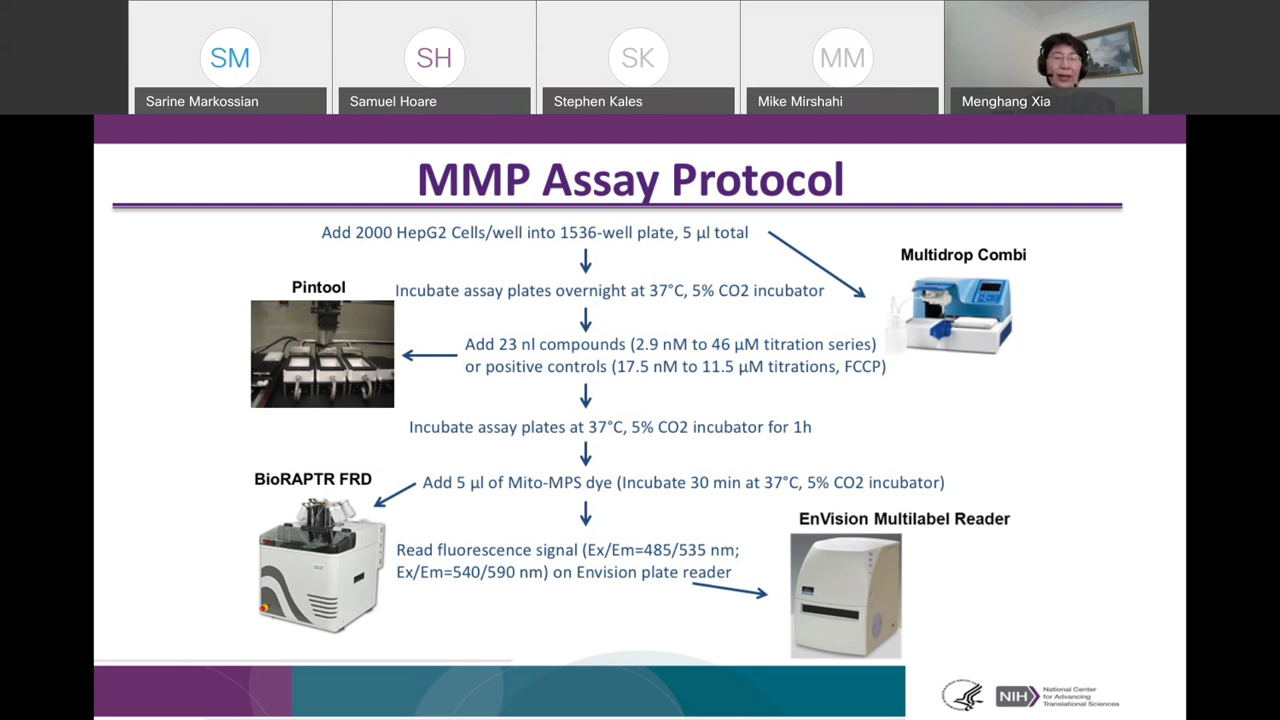 SM
SH
SK
MM
Sarine Markossian
Samuel Hoare
Stephen Kales
Mike Mirshahi
Menghang Xia
MMP Assay Protocol
Add 2000 HepG2 Cells/well into 1536-well plate, 5 µl total
Multidrop Combi
Pintool
Incubate assay plates overnight at 37°C, 5% CO2 incubator
Add 23 nl compounds (2.9 nM to 46 µM titration series)
or positive controls (17.5 nM to 11.5 µM titrations, FCCP)
Incubate assay plates at 37°C, 5% CO2 incubator for 1h
BioRAPTR FRD
Add 5 µl of Mito-MPS dye (Incubate 30 min at 37°C, 5% CO2 incubator)
EnVision Multilabel Reader
Read fluorescence signal (Ex/Em=485/535 nm;
Ex/Em=540/590 nm) on Envision plate reader
NIH
National Center
for Advancing
Translational Sciences